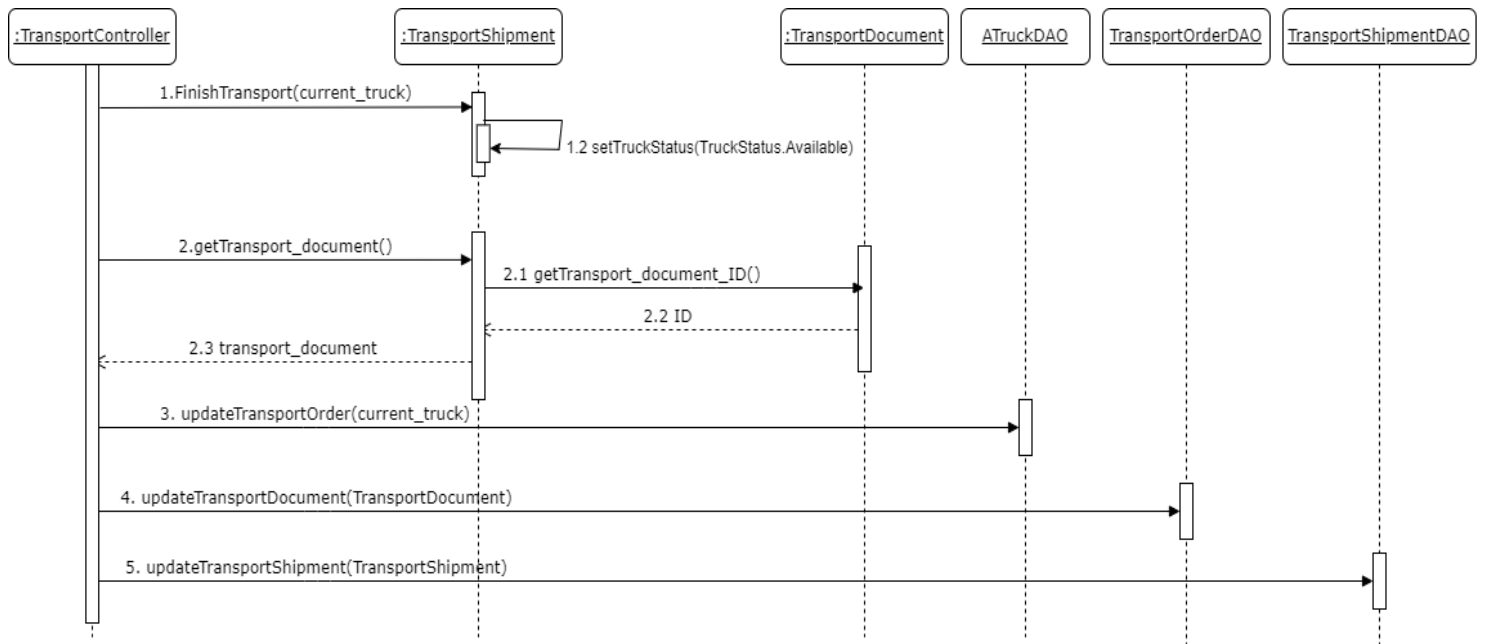 :TransportController
:TransportShipment
:TransportDocument
ATruckDAO
TransportOrderDAO
TransportShipmentDAO
1.FinishTransport(current_truck)
1.2 setTruckStatus(TruckStatus.Available)
2.getTransport_document()
2.1 getTransport_document_ID()
2.2 ID
2.3 transport_document
3. updateTransportOrder(current_truck)
4. updateTransportDocument(TransportDocument)
5. updateTransportShipment(TransportShipment)